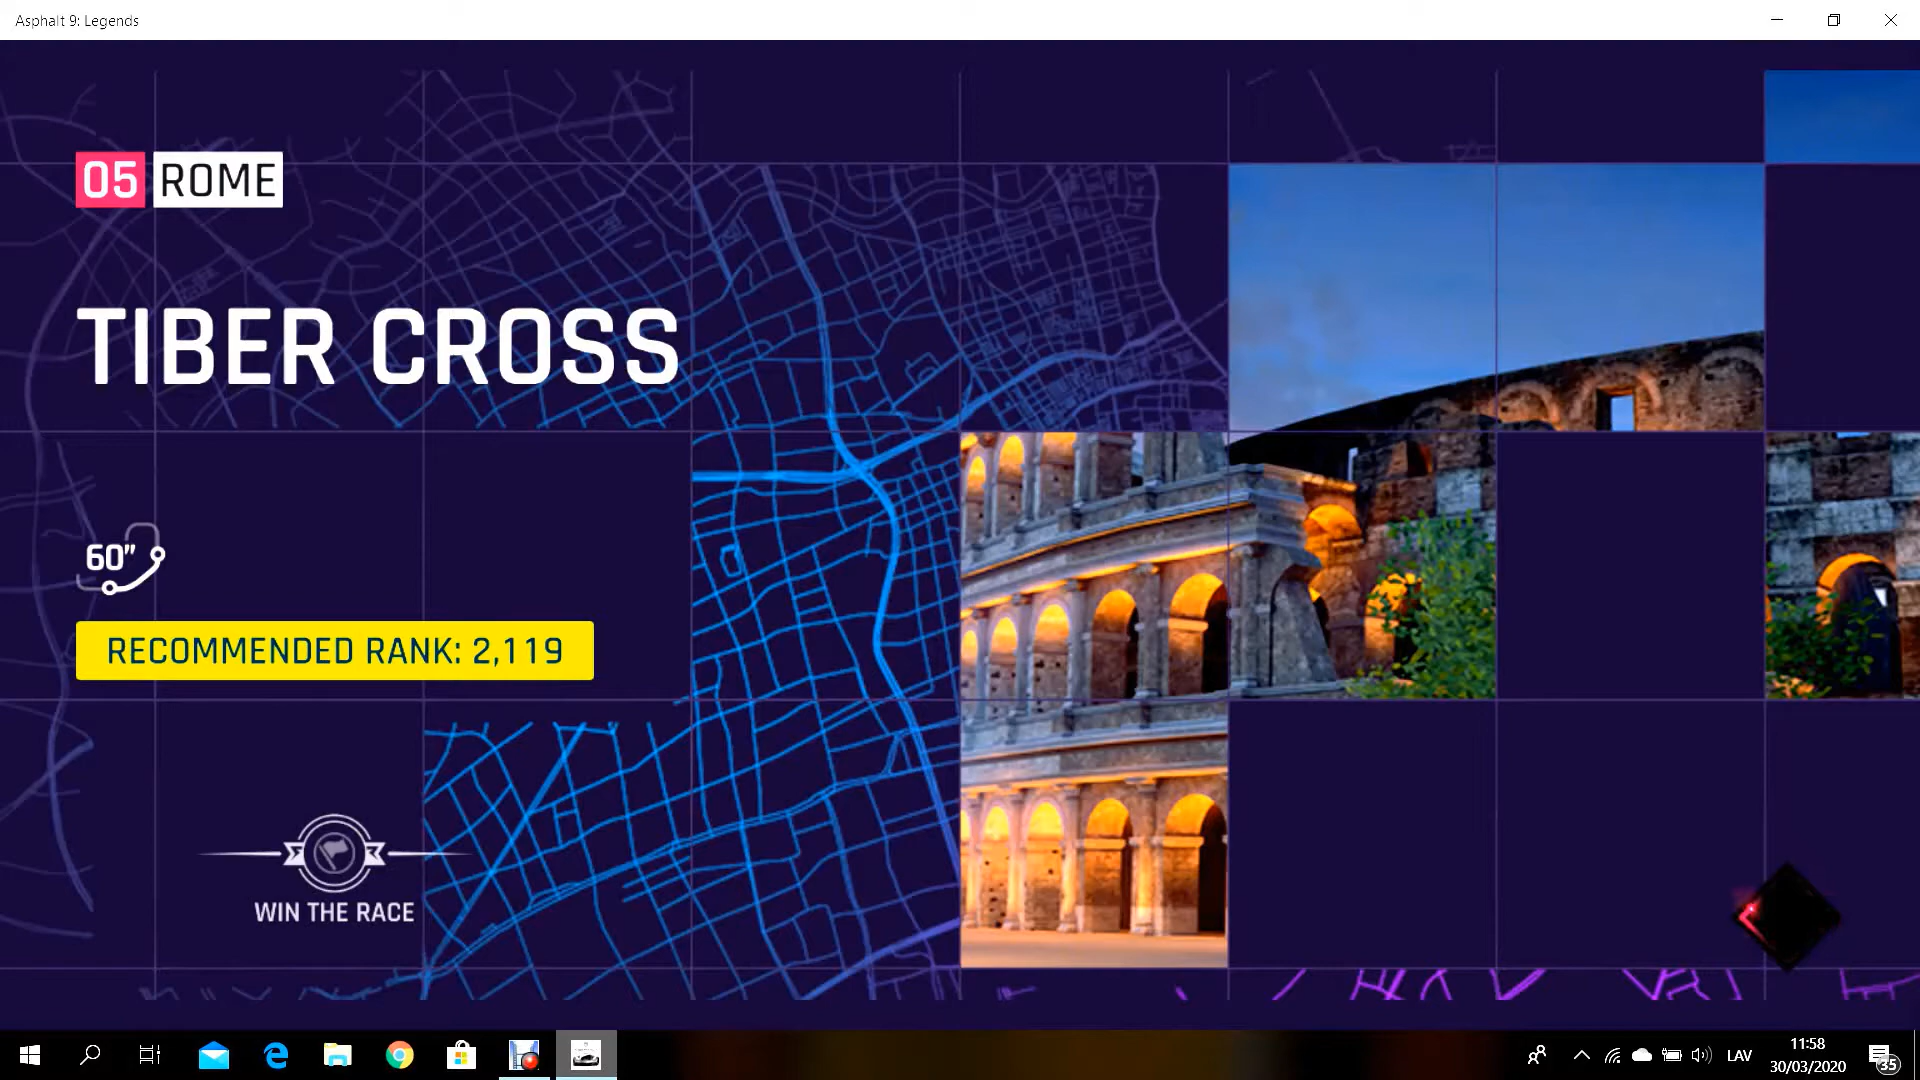 Asphalt 9: Legends
05 ROME
TIBER CROSS
60"
RECOMMENDED RANK: 2,119
WIN THE RACE
LAV
11:58
30/03/2020
35